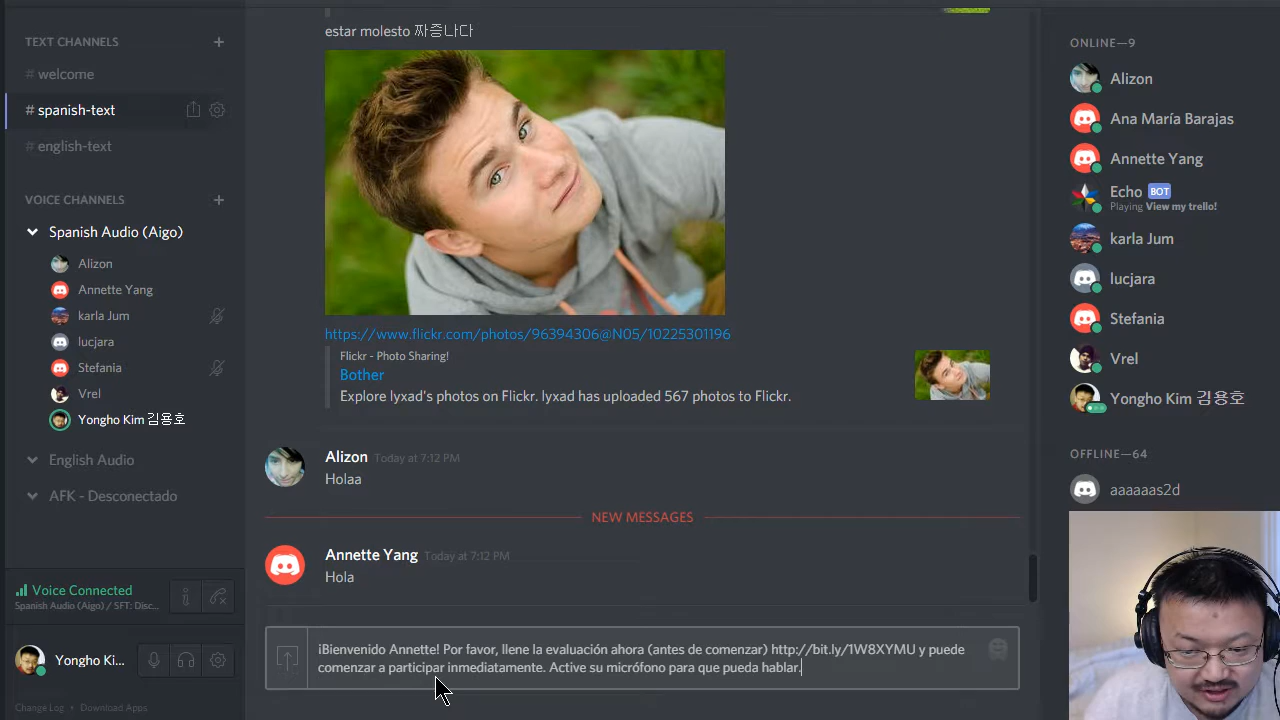 TEXT CHANNELS
# welcome
# spanish-text
# english-text
VOICE CHANNELS
Spanish Audio (Aigo)
Alizon
Annette Yang
karla Jum
lucjara
Stefania
Vrel
Yongho Kim 김용호
English Audio
AFK - Desconectado
Voice Connected
Spanish Audio (Aigo) / SFT: Disc...
Yongho Ki...
Change Log • Download Apps
estar molesto 짜증나다
https://www.flickr.com/photos/96394306@N05/10225301196
Flickr - Photo Sharing!
Bother
Explore lyxad's photos on Flickr. lyxad has uploaded 567 photos to Flickr.
Alizon Today at 7:12 PM
Holaa
NEW MESSAGES
Annette Yang Today at 7:12 PM
Hola
¡Bienvenido Annette! Por favor, llene la evaluación ahora (antes de comenzar) http://bit.ly/1W8XYMU y puede
comenzar a participar inmediatamente. Active su micrófono para que pueda hablar.
ONLINE—9
Alizon
Ana María Barajas
Annette Yang
Echo BOT
Playing View my trello!
karla Jum
lucjara
Stefania
Vrel
Yongho Kim 김용호
OFFLINE—64
aaaaaas2d